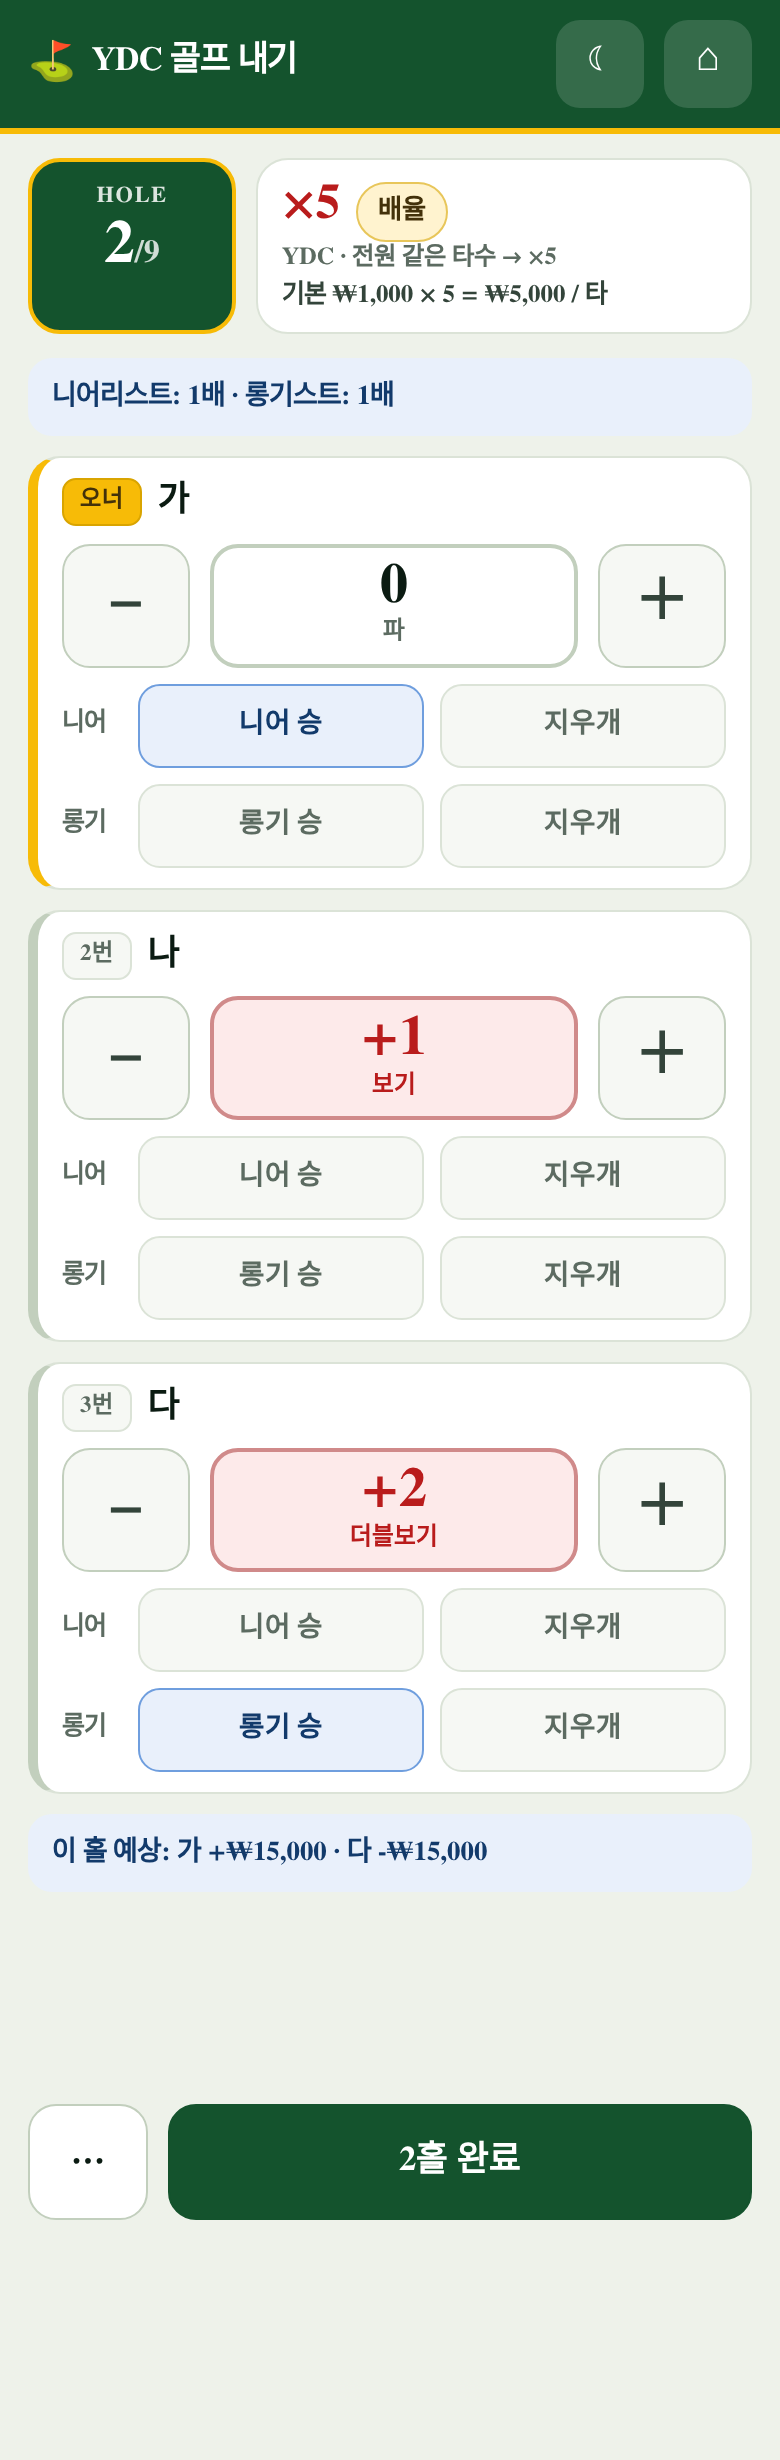 YDC 골프 내기
HOLE
2/9
×5 배율
YDC · 전원 같은 타수 → ×5
기본 ₩1,000 × 5 = ₩5,000 / 타
니어리스트: 1배 · 롱기스트: 1배
오너 가
− 0 +
파
니어 니어 승 지우개
롱기 롱기 승 지우개
2번 나
− +1 +
보기
니어 니어 승 지우개
롱기 롱기 승 지우개
3번 다
− +2 +
더블보기
니어 니어 승 지우개
롱기 롱기 승 지우개
이 홀 예상: 가 +₩15,000 · 다 -₩15,000
... 2홀 완료